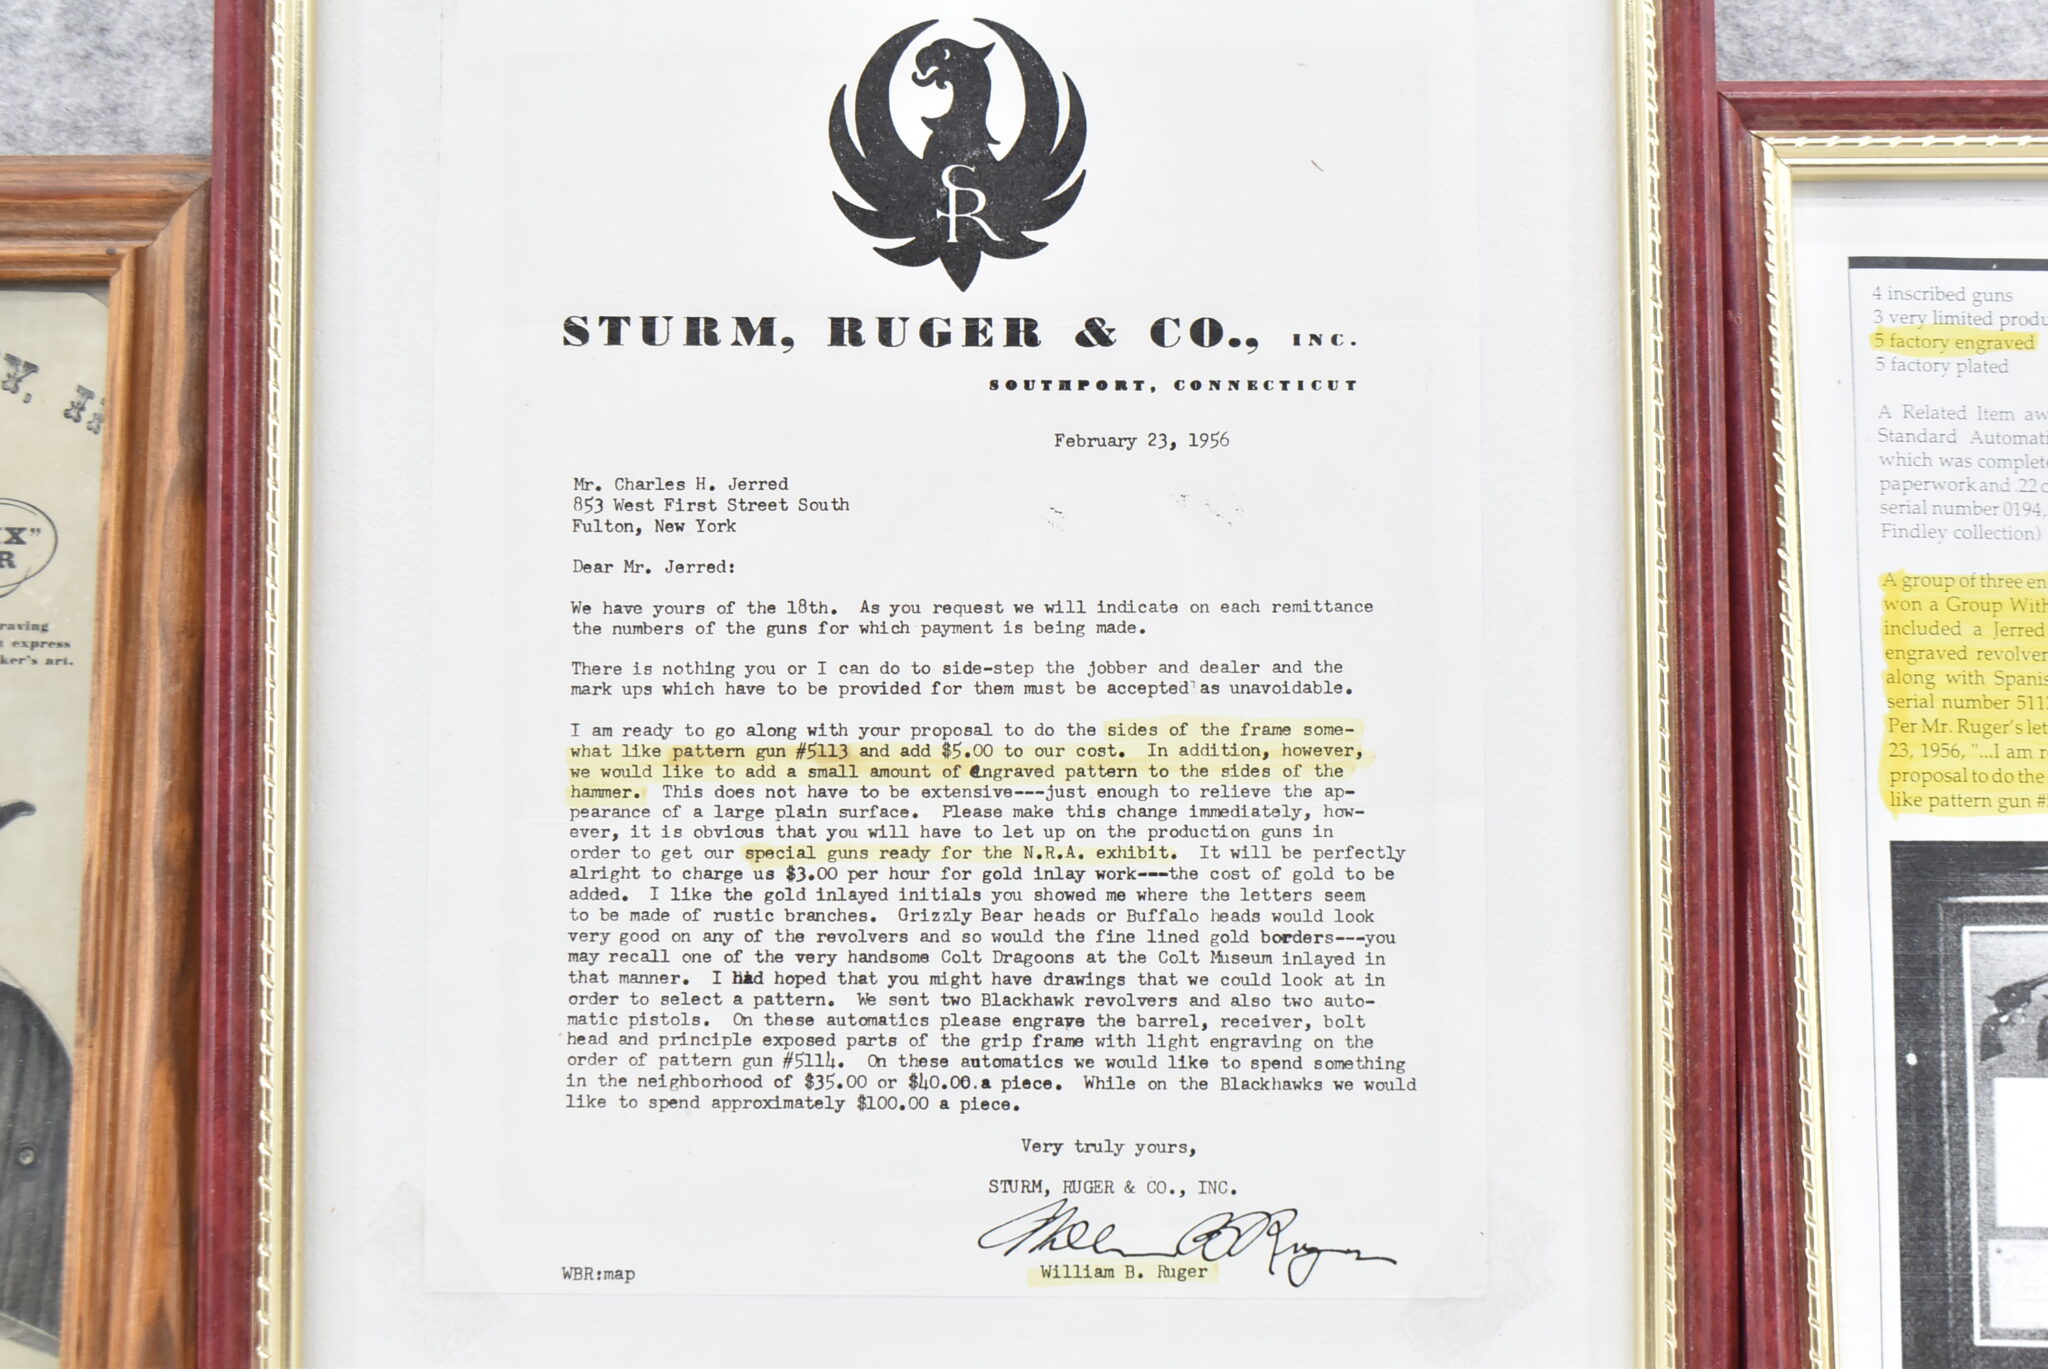 SR
STURM, RUGER & CO., INC.
SOUTHPORT, CONNECTICUT
February 23, 1956
Mr. Charles H. Jerred
853 West First Street South
Fulton, New York
Dear Mr. Jerred:
We have yours of the 18th. As you request we will indicate on each remittance
the numbers of the guns for which payment is being made.
There is nothing you or I can do to side-step the jobber and dealer and the
mark ups which have to be provided for them must be accepted as unavoidable.
I am ready to go along with your proposal to do the sides of the frame some-
what like pattern gun #5113 and add $5.00 to our cost. In addition, however,
we would like to add a small amount of engraved pattern to the sides of the
hammer. This does not have to be extensive---just enough to relieve the ap-
pearance of a large plain surface. Please make this change immediately, how-
ever, it is obvious that you will have to let up on the production guns in
order to get our special guns ready for the N.R.A. exhibit. It will be perfectly
alright to charge us $3.00 per hour for gold inlay work---the cost of gold to be
added. I like the gold inlayed initials you showed me where the letters seem
to be made of rustic branches. Grizzly Bear heads or Buffalo heads would look
very good on any of the revolvers and so would the fine lined gold borders---you
may recall one of the very handsome Colt Dragoons at the Colt Museum inlayed in
that manner. I had hoped that you might have drawings that we could look at in
order to select a pattern. We sent two Blackhawk revolvers and also two auto-
matic pistols. On these automatics please engrave the barrel, receiver, bolt
head and principle exposed parts of the grip frame with light engraving on the
order of pattern gun #5114. On these automatics we would like to spend something
in the neighborhood of $35.00 or $40.00.a piece. While on the Blackhawks we would
like to spend approximately $100.00 a piece.
Very truly yours,
STURM, RUGER & CO., INC.
William B Ruger
William B. Ruger
WBR:map
raving
express
ker's art.
4 inscribed guns
3 very limited produ
5 factory engraved
5 factory plated
A Related Item aw
Standard Automati
which was complete
paperwork and .22 c
serial number 0194,
Findley collection)
A group of three en
won a Group With
included a Jerred
engraved revolver
along with Spanis
serial number 511
Per Mr. Ruger's let
23, 1956, "...I am r
proposal to do the
like pattern gun #